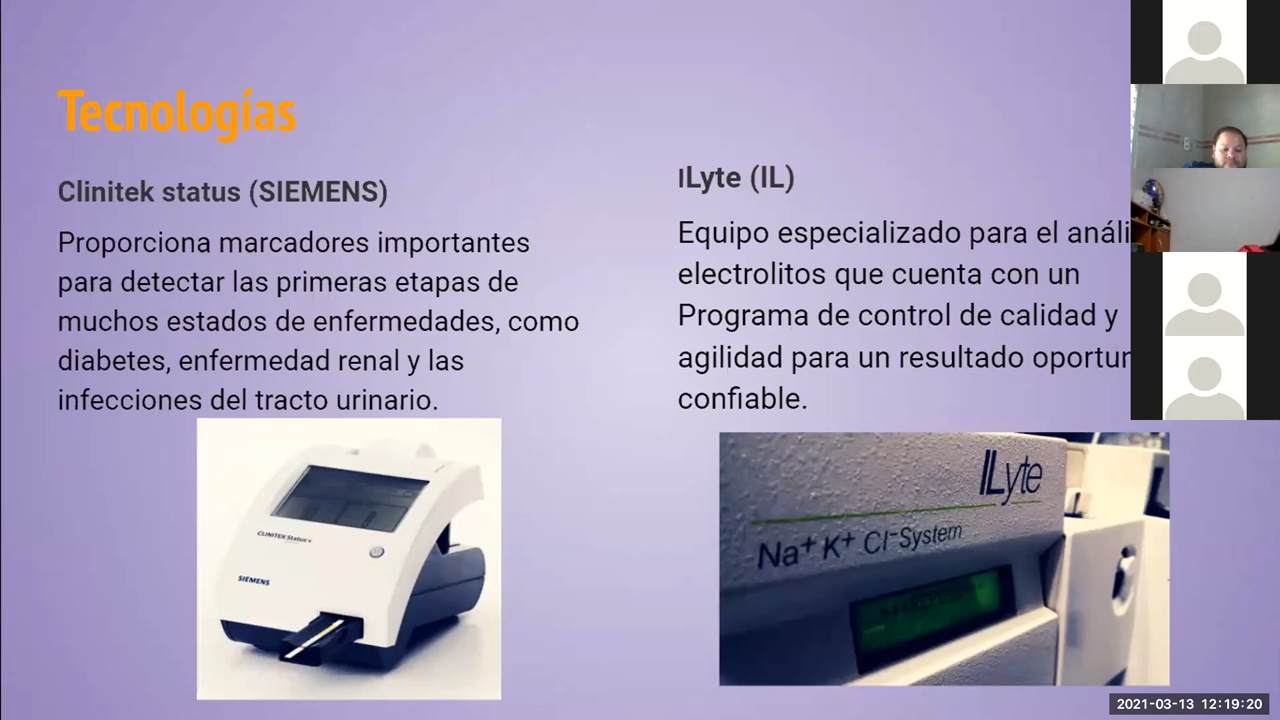 Tecnologías
Clinitek status (SIEMENS)
Proporciona marcadores importantes
para detectar las primeras etapas de
muchos estados de enfermedades, como
diabetes, enfermedad renal y las
infecciones del tracto urinario.
ILyte (IL)
Equipo especializado para el análi
electrolitos que cuenta con un
Programa de control de calidad y
agilidad para un resultado oportun
confiable.
CLINITEK Status+
SIEMENS
ILyte
Na+ K+ Cl- System
2021-03-13 12:19:20